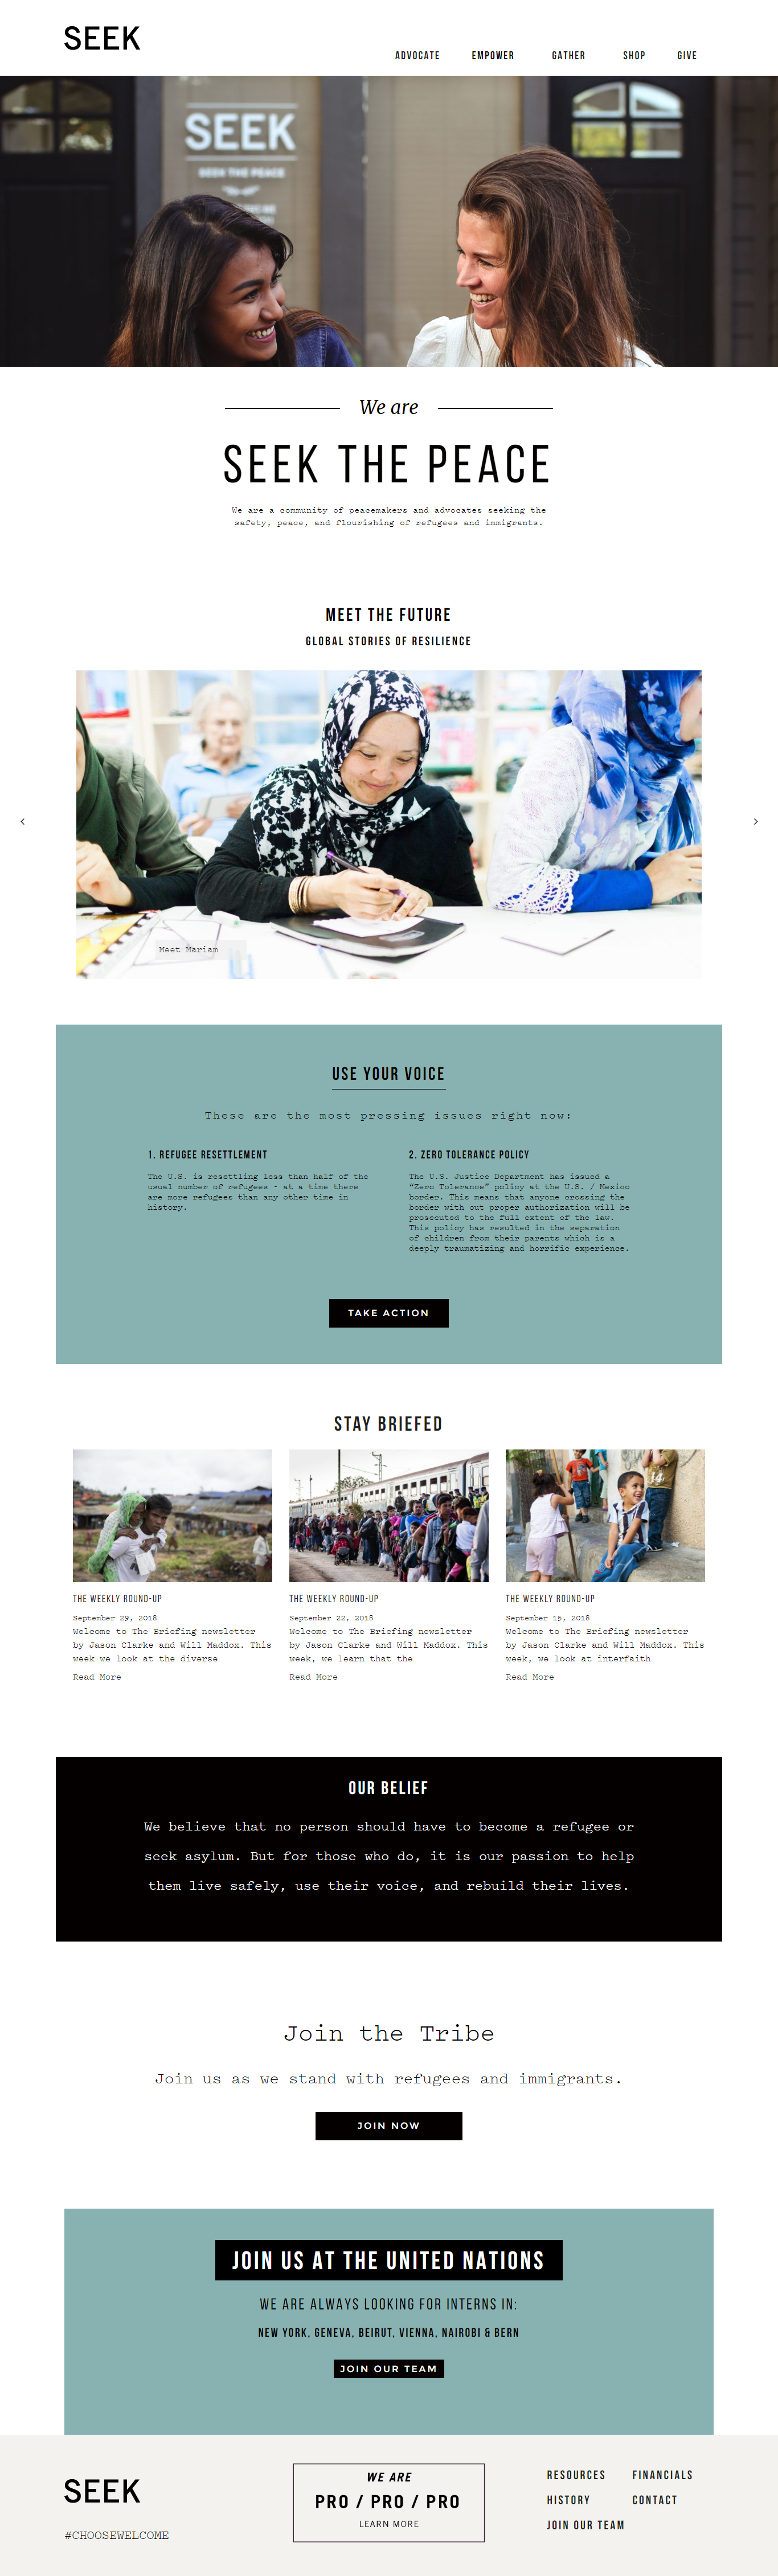 SEEK
ADVOCATE EMPOWER GATHER SHOP GIVE
SEEK
SEEK THE PEACE
We are
SEEK THE PEACE
We are a community of peacemakers and advocates seeking the
safety, peace, and flourishing of refugees and immigrants.
MEET THE FUTURE
GLOBAL STORIES OF RESILIENCE
Meet Mariam
USE YOUR VOICE
These are the most pressing issues right now:
1. REFUGEE RESETTLEMENT
The U.S. is resettling less than half of the
usual number of refugees - at a time there
are more refugees than any other time in
history.
2. ZERO TOLERANCE POLICY
The U.S. Justice Department has issued a
“Zero Tolerance” policy at the U.S. / Mexico
border. This means that anyone crossing the
border with out proper authorization will be
prosecuted to the full extent of the law.
This policy has resulted in the separation
of children from their parents which is a
deeply traumatizing and horrific experience.
TAKE ACTION
STAY BRIEFED
THE WEEKLY ROUND-UP
September 29, 2018
Welcome to The Briefing newsletter
by Jason Clarke and Will Maddox. This
week we look at the diverse
Read More
THE WEEKLY ROUND-UP
September 22, 2018
Welcome to The Briefing newsletter
by Jason Clarke and Will Maddox. This
week, we learn that the
Read More
14
THE WEEKLY ROUND-UP
September 15, 2018
Welcome to The Briefing newsletter
by Jason Clarke and Will Maddox. This
week, we look at interfaith
Read More
OUR BELIEF
We believe that no person should have to become a refugee or
seek asylum. But for those who do, it is our passion to help
them live safely, use their voice, and rebuild their lives.
Join the Tribe
Join us as we stand with refugees and immigrants.
JOIN NOW
JOIN US AT THE UNITED NATIONS
WE ARE ALWAYS LOOKING FOR INTERNS IN:
NEW YORK, GENEVA, BEIRUT, VIENNA, NAIROBI & BERN
JOIN OUR TEAM
SEEK
#CHOOSEWELCOME
WE ARE
PRO / PRO / PRO
LEARN MORE
RESOURCES FINANCIALS
HISTORY CONTACT
JOIN OUR TEAM